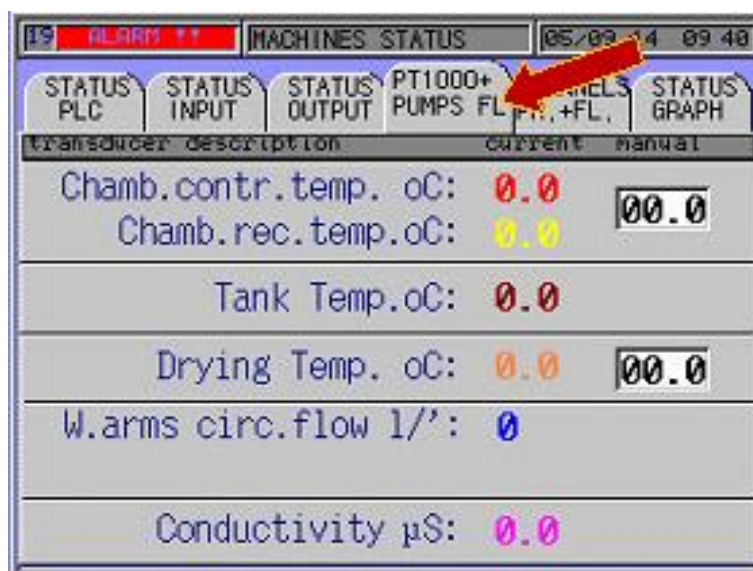 19 ALARM !! MACHINES STATUS 05/09 14 09 40
STATUS PLC STATUS INPUT STATUS OUTPUT PT1000+ PUMPS FL +FL. STATUS GRAPH
transducer description current manual
Chamb.contr.temp. oC: 0.0 00.0
Chamb.rec.temp.oC: 0.0
Tank Temp.oC: 0.0
Drying Temp. oC: 0.0 00.0
W.arms circ.flow l/': 0
Conductivity µS: 0.0